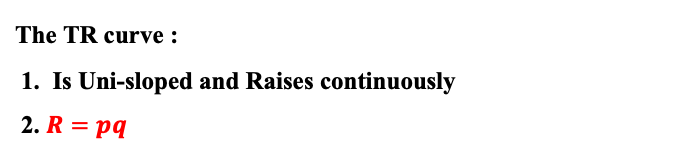 The TR curve :
1. Is Uni-sloped and Raises continuously
2. R = pq